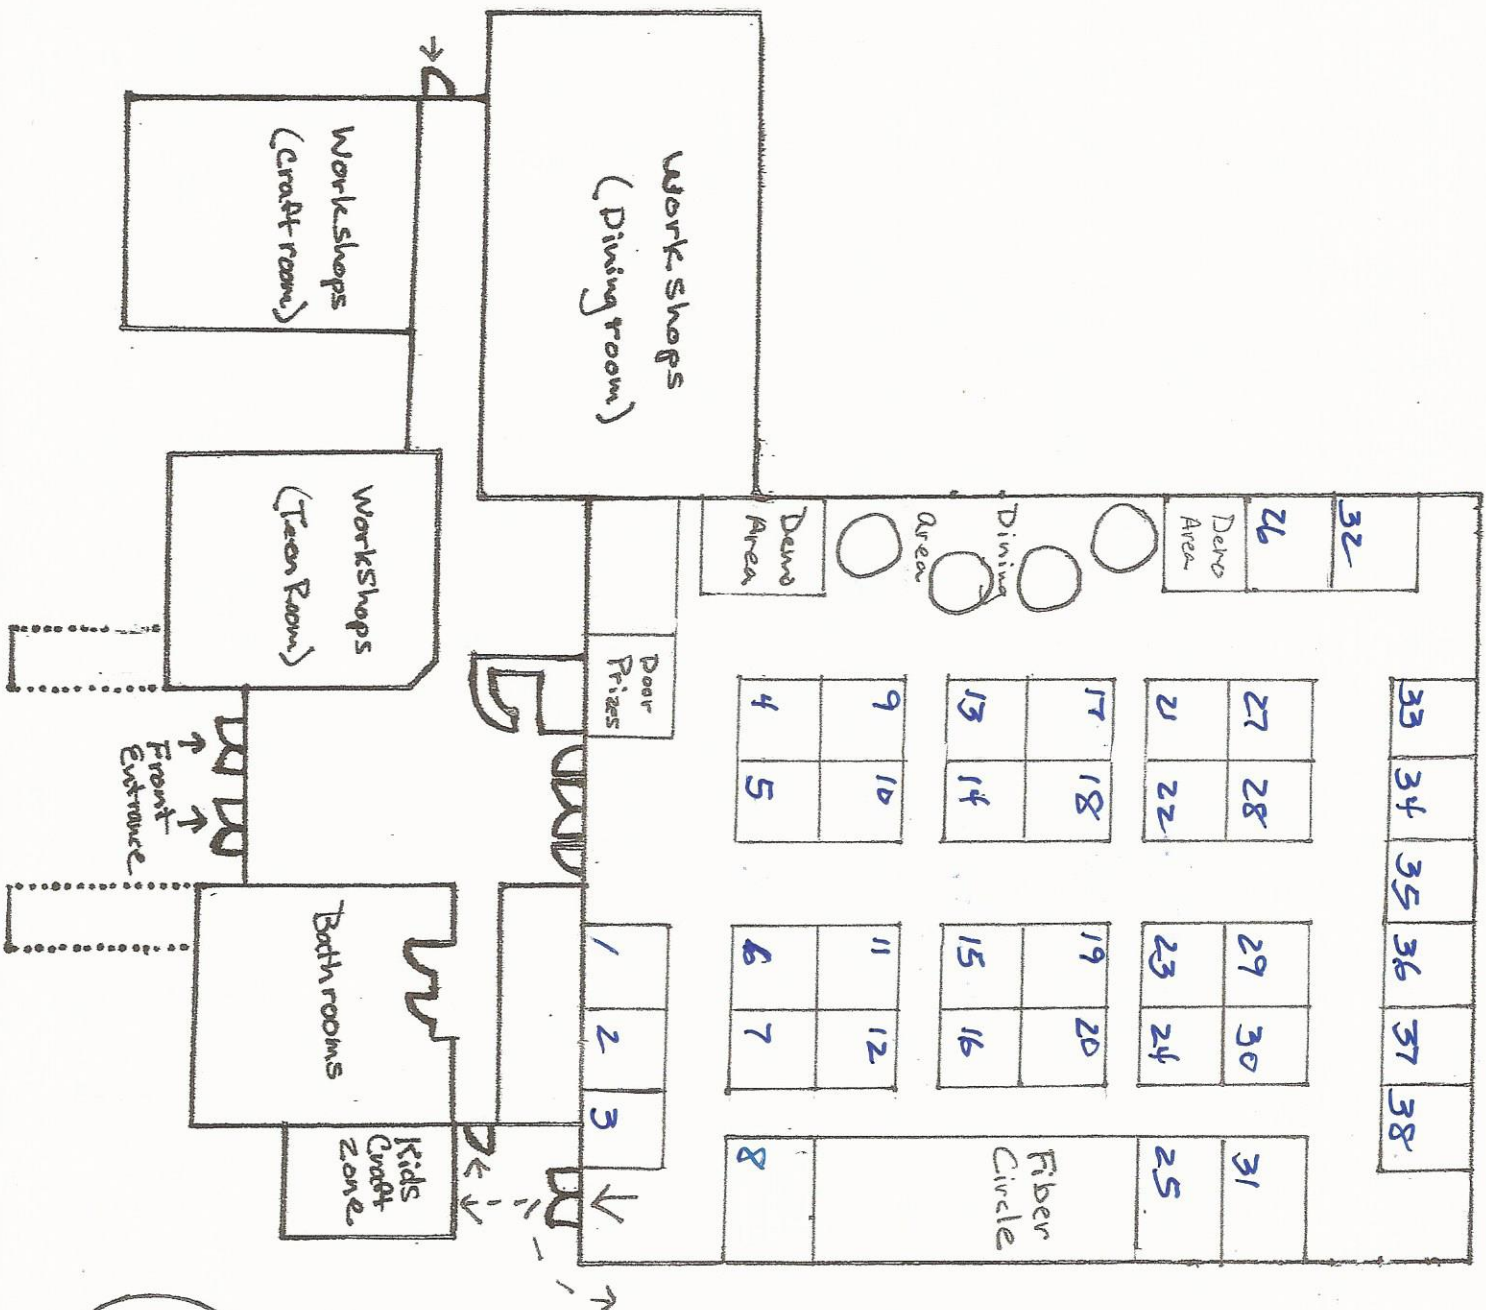 Workshops
(Dining room)
Workshops
(Craft room)
Workshops
(Teen Room)
Front
Entrance
Bathrooms
Kids
Craft
Zone
Door
Prizes
Demo
Area
Dining
area
Demo
Area
26
32
33
34
35
36
37
38
27
28
29
30
31
21
22
23
24
25
17
18
19
20
13
14
15
16
Fiber
Circle
9
10
11
12
4
5
6
7
8
1
2
3